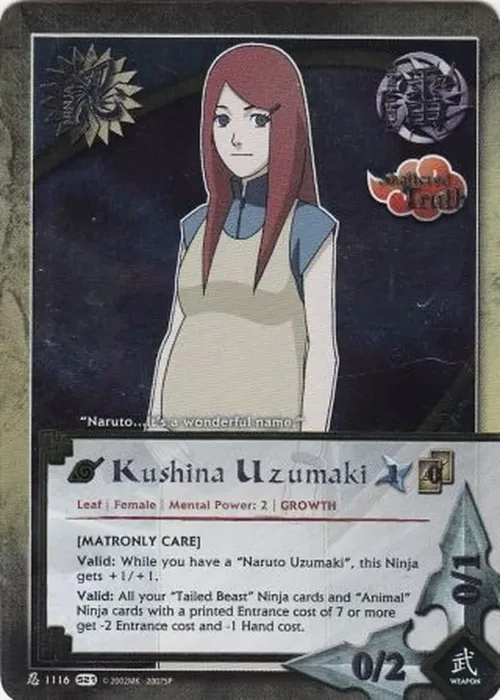 NINJA
Shattered
Truth
"Naruto...it's a wonderful name."
Kushina Uzumaki 1 0
Leaf | Female | Mental Power: 2 | GROWTH
[MATRONLY CARE]
Valid: While you have a "Naruto Uzumaki", this Ninja
gets +1/+1.
Valid: All your "Tailed Beast" Ninja cards and "Animal"
Ninja cards with a printed Entrance cost of 7 or more
get -2 Entrance cost and -1 Hand cost.
0/1
0/2
武
WEAPON
忍 1116 © 2002MK 2007SP